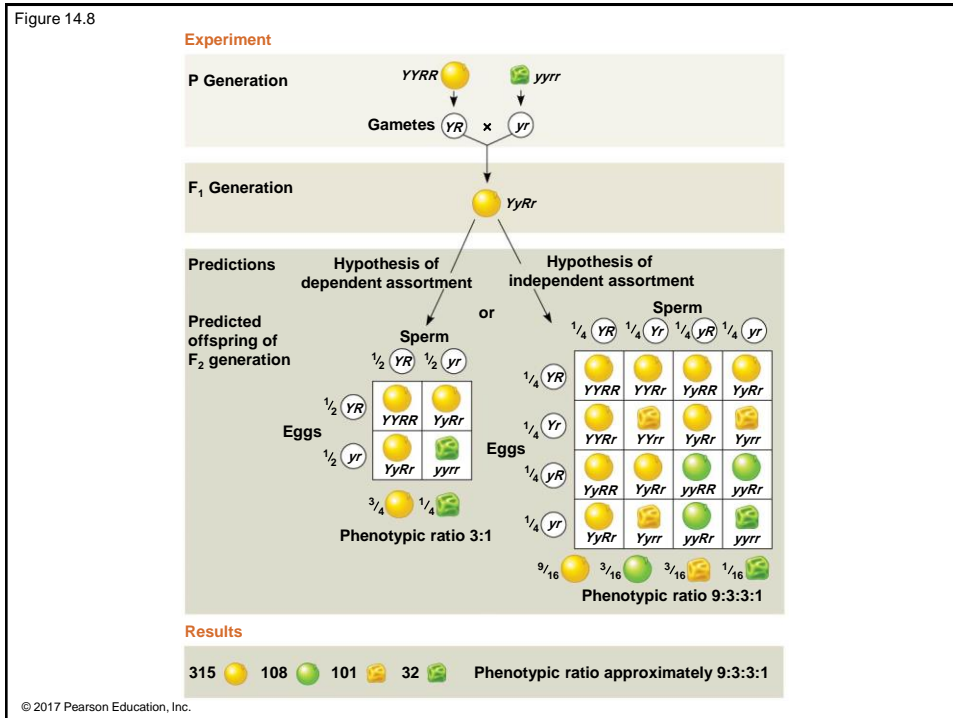 Figure 14.8
Experiment
P Generation
YYRR
yyrr
Gametes YR × yr
F1 Generation
YyRr
Predictions
Hypothesis of
dependent assortment
Hypothesis of
independent assortment
or
Predicted
offspring of
F2 generation
Sperm
1/2 YR 1/2 yr
1/2 YR
YYRR YyRr
Eggs
1/2 yr
YyRr yyrr
3/4 1/4
Phenotypic ratio 3:1
Sperm
1/4 YR 1/4 Yr 1/4 yR 1/4 yr
1/4 YR
YYRR YYRr YyRR YyRr
1/4 Yr
YYRr YYrr YyRr Yyrr
Eggs
1/4 yR
YyRR YyRr yyRR yyRr
1/4 yr
YyRr Yyrr yyRr yyrr
9/16 3/16 3/16 1/16
Phenotypic ratio 9:3:3:1
Results
315 108 101 32 Phenotypic ratio approximately 9:3:3:1
© 2017 Pearson Education, Inc.